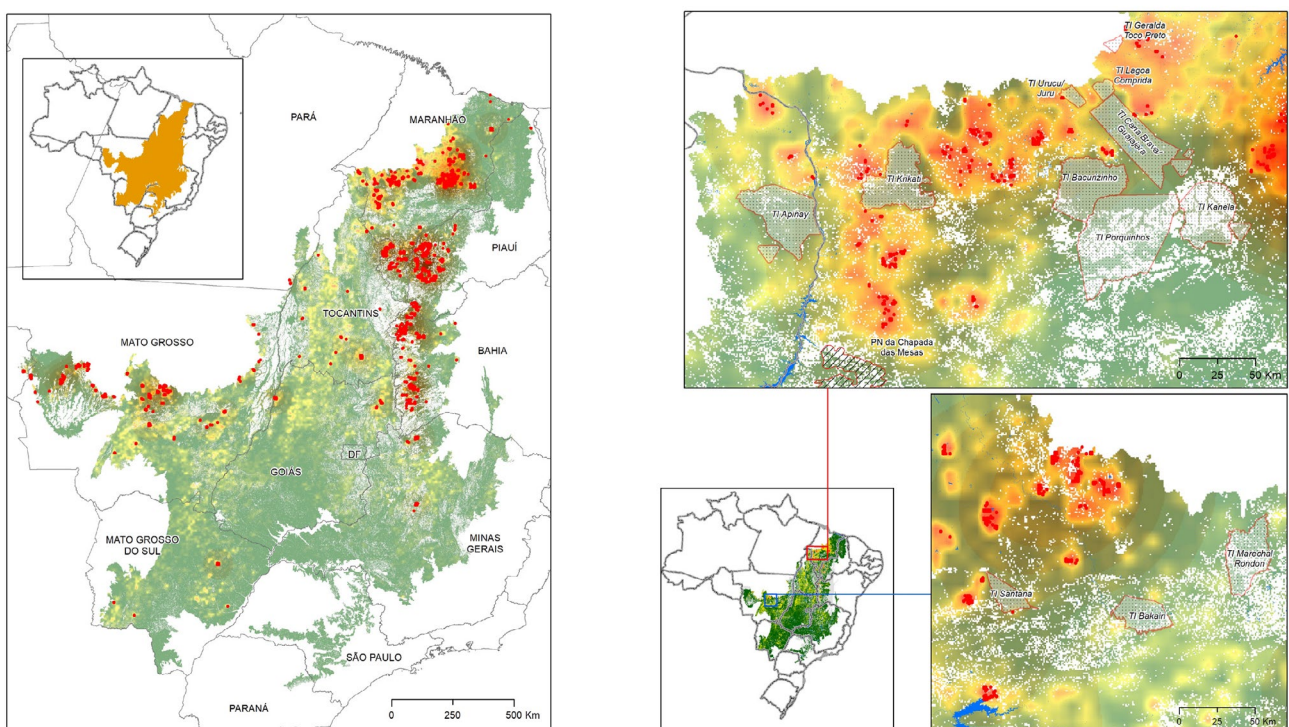 PARÁ
MARANHÃO
PIAUÍ
TOCANTINS
MATO GROSSO
BAHIA
DF
GOIÁS
MATO GROSSO
DO SUL
MINAS
GERAIS
SÃO PAULO
PARANÁ
0 250 500 Km
TI Geralda
Toco Preto
TI Lagoa
Comprida
TI Urucu/
Juru
TI Cana Brava/
Guajajara
TI Krikati
TI Bacurizinho
TI Apinay
TI Kanela
TI Porquinhos
PN da Chapada
das Mesas
0 25 50 Km
TI Marechal
Rondon
TI Santana
TI Bakairi
0 25 50 Km